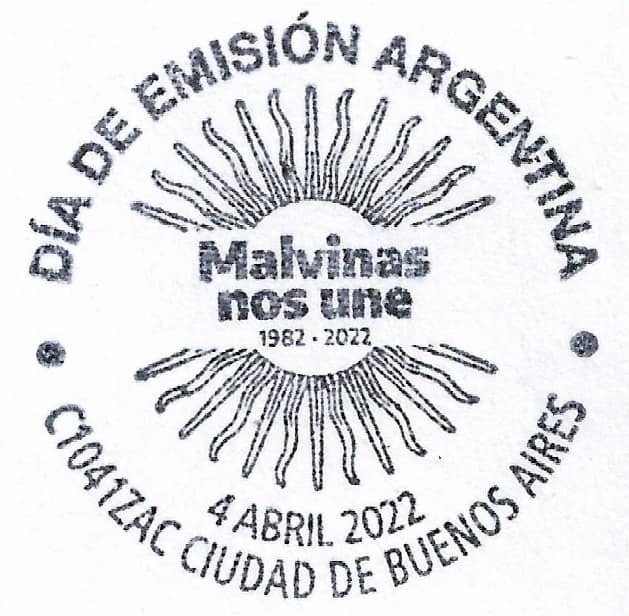 DÍA DE EMISIÓN ARGENTINA
Malvinas
nos une
1982 - 2022
4 ABRIL 2022
C1041ZAC CIUDAD DE BUENOS AIRES